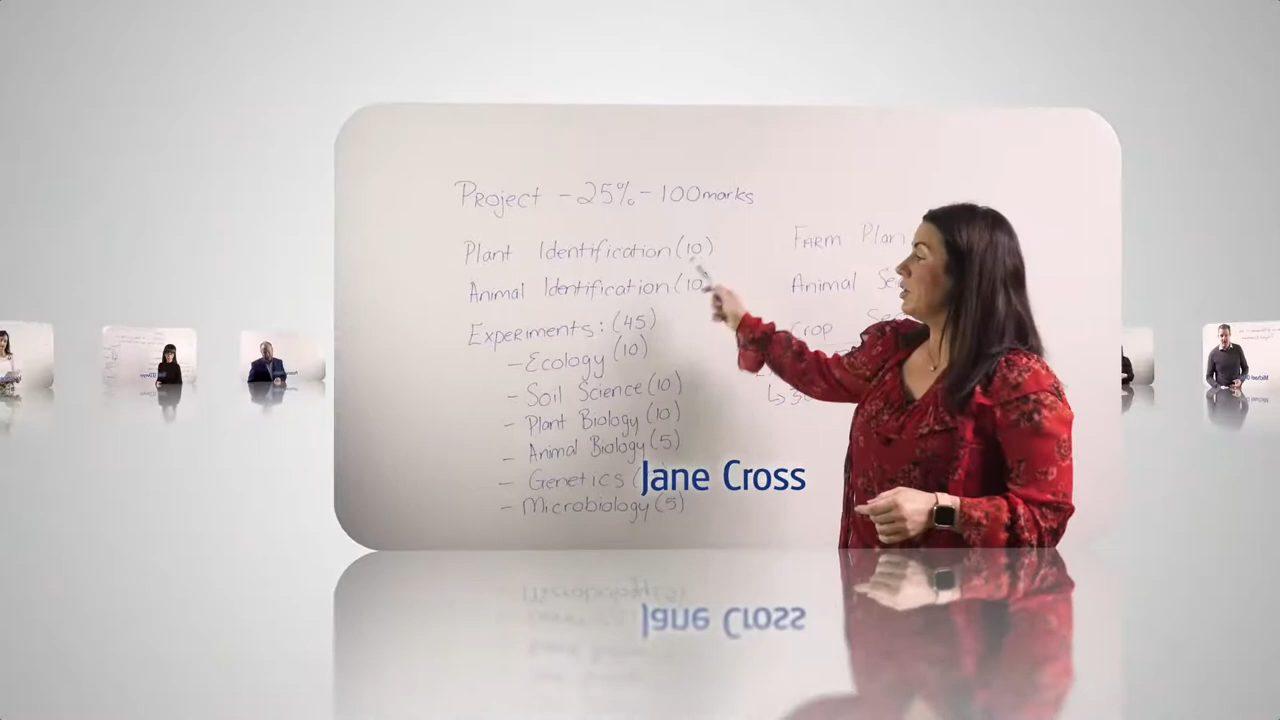 Project - 25% - 100marks
Plant Identification (10)
Animal Identification (10
Experiments: (45)
- Ecology (10)
- Soil Science (10)
- Plant Biology (10)
- Animal Biology (5)
- Genetics (
- Microbiology (5)
FARM Plan
Animal
Crop
Jane Cross